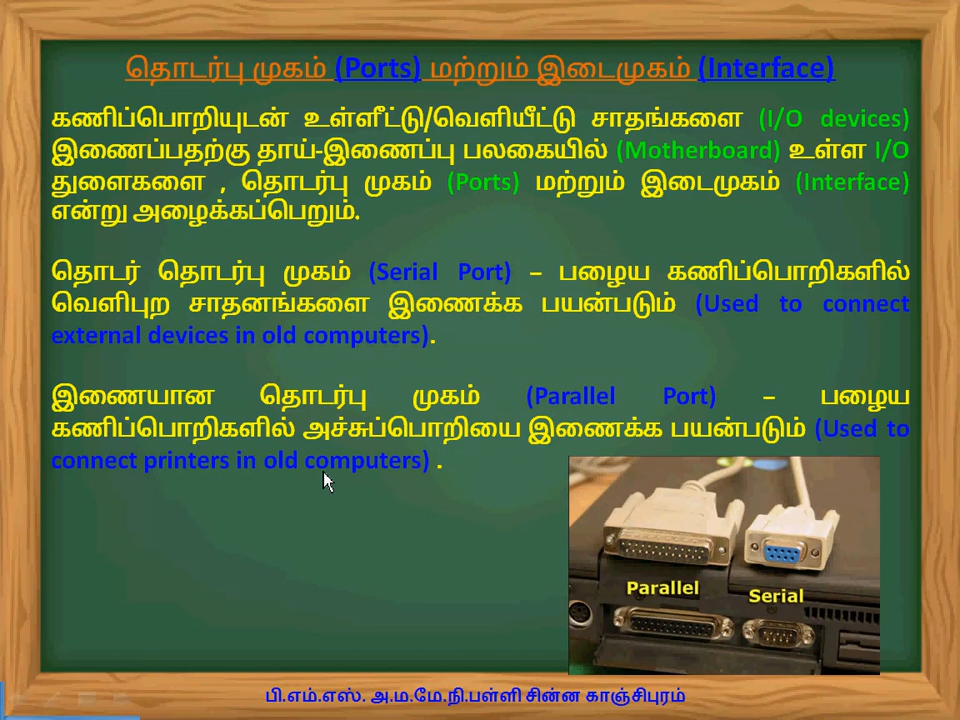 தொடர்பு முகம் (Ports) மற்றும் இடைமுகம் (Interface)
கணிப்பொறியுடன் உள்ளீட்டு/வெளியீட்டு சாதங்களை (I/O devices)
இணைப்பதற்கு தாய்-இணைப்பு பலகையில் (Motherboard) உள்ள I/O
துளைகளை , தொடர்பு முகம் (Ports) மற்றும் இடைமுகம் (Interface)
என்று அழைக்கப்பெறும்.
தொடர் தொடர்பு முகம் (Serial Port) – பழைய கணிப்பொறிகளில்
வெளிபுற சாதனங்களை இணைக்க பயன்படும் (Used to connect
external devices in old computers).
இணையான தொடர்பு முகம் (Parallel Port) – பழைய
கணிப்பொறிகளில் அச்சுப்பொறியை இணைக்க பயன்படும் (Used to
connect printers in old computers) .
Parallel
Serial
பி.எம்.எஸ். அ.ம.மே.நி.பள்ளி சின்ன காஞ்சிபுரம்